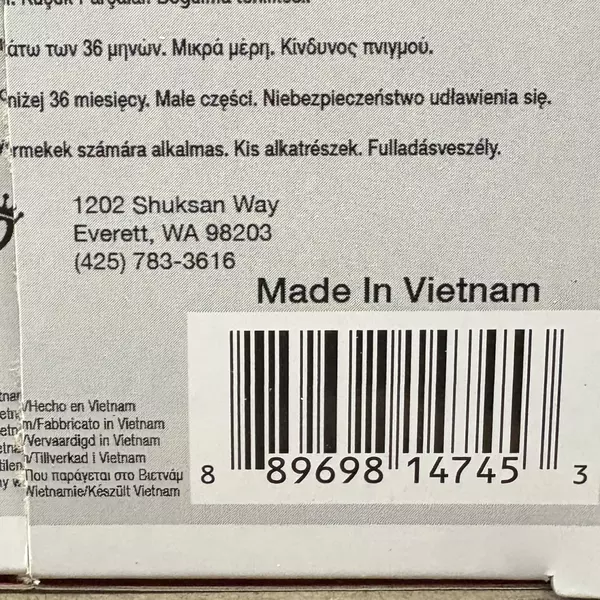 άτω των 36 μηνών. Μικρά μέρη. Κίνδυνος πνιγμού.
niżej 36 miesięcy. Małe części. Niebezpieczeństwo udławienia się.
rmekek számára alkalmas. Kis alkatrészek. Fulladásveszély.
1202 Shuksan Way
Everett, WA 98203
(425) 783-3616
Made In Vietnam
/Hecho en Vietnam
/Fabbricato in Vietnam
/Vervaardigd in Vietnam
/Tillverkad i Vietnam
Που παράγεται στο Βιετνάμ
Wietnamie/Készült Vietnam
8 89698 14745 3